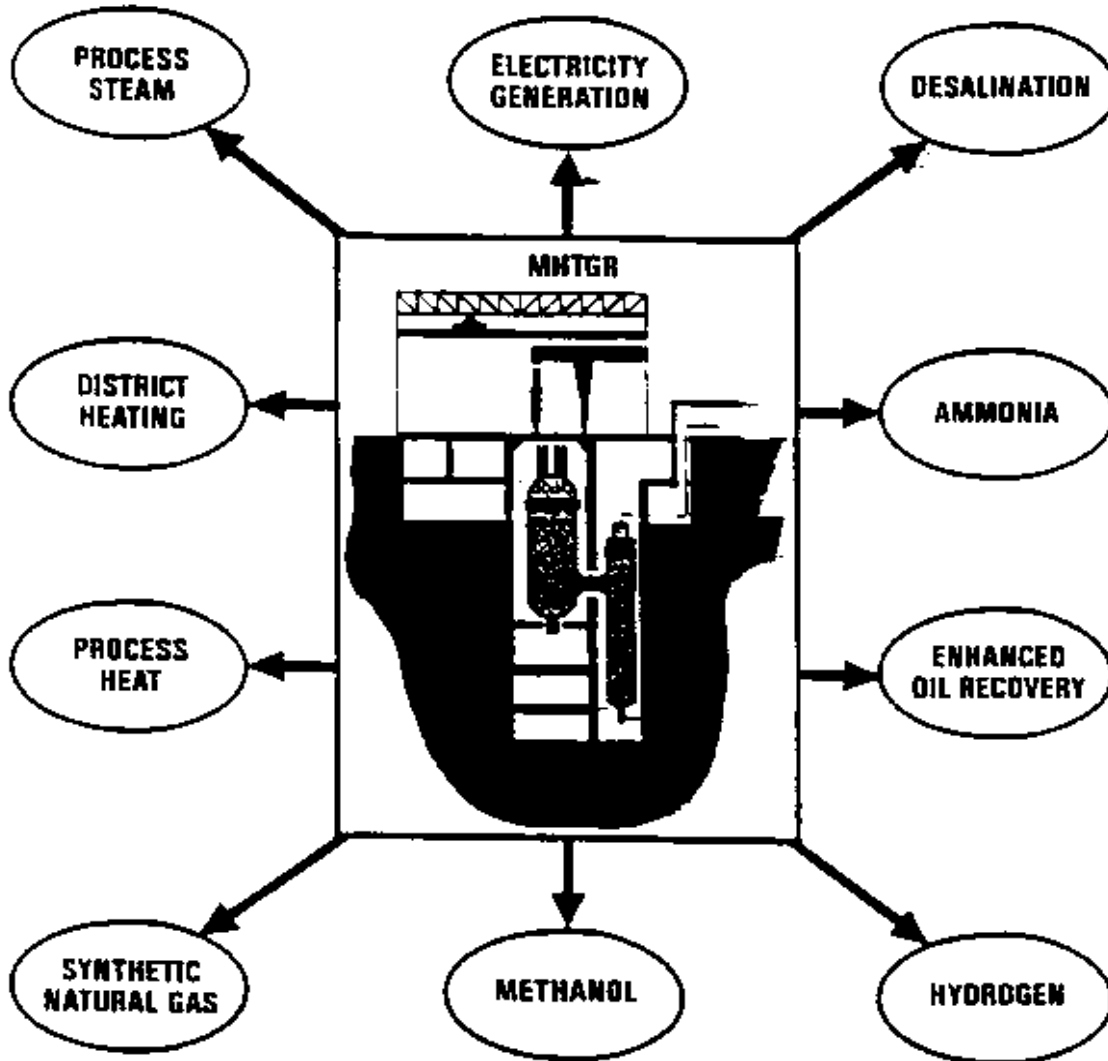 PROCESS
STEAM
ELECTRICITY
GENERATION
DESALINATION
MHTGR
DISTRICT
HEATING
AMMONIA
PROCESS
HEAT
ENHANCED
OIL RECOVERY
SYNTHETIC
NATURAL GAS
METHANOL
HYDROGEN